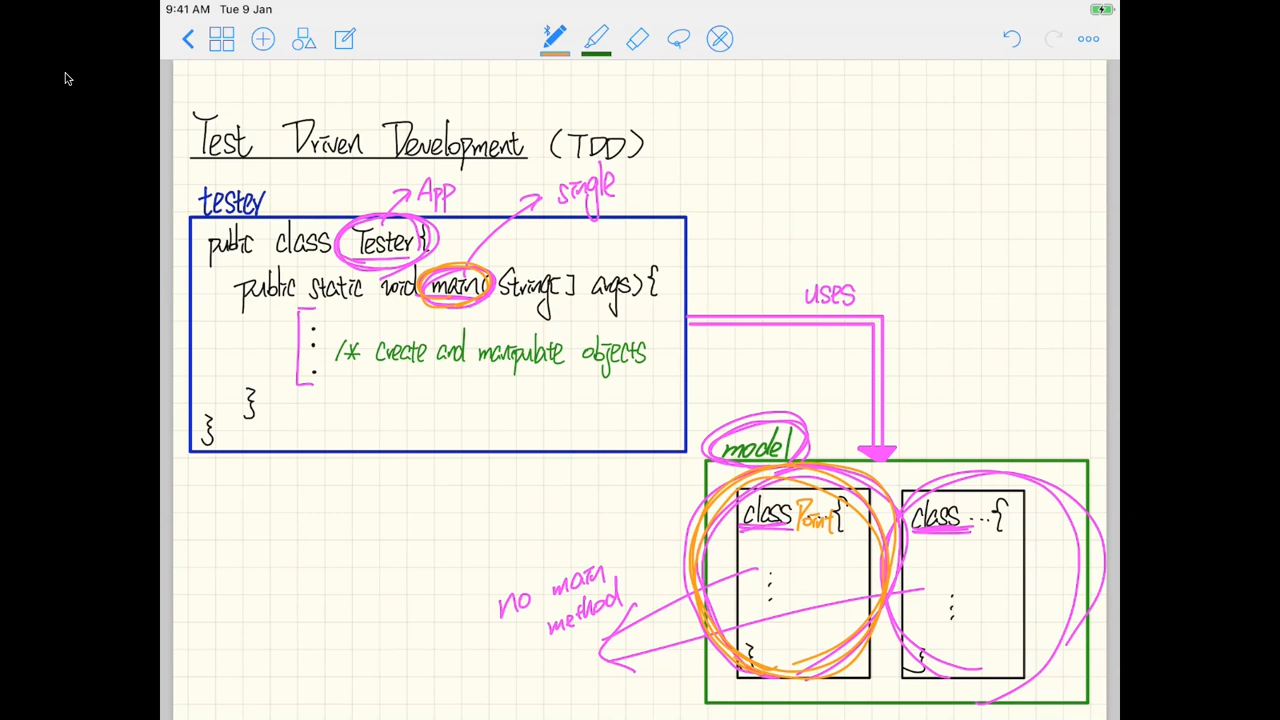 9:41 AM Tue 9 Jan
Test Driven Development (TDD)
tester
App
single
public class Tester {
public static void main (String[] args) {
:
/* create and manipulate objects
.
}
}
uses
model
class Point ... {
class ... {
:
:
no main
method
}
}